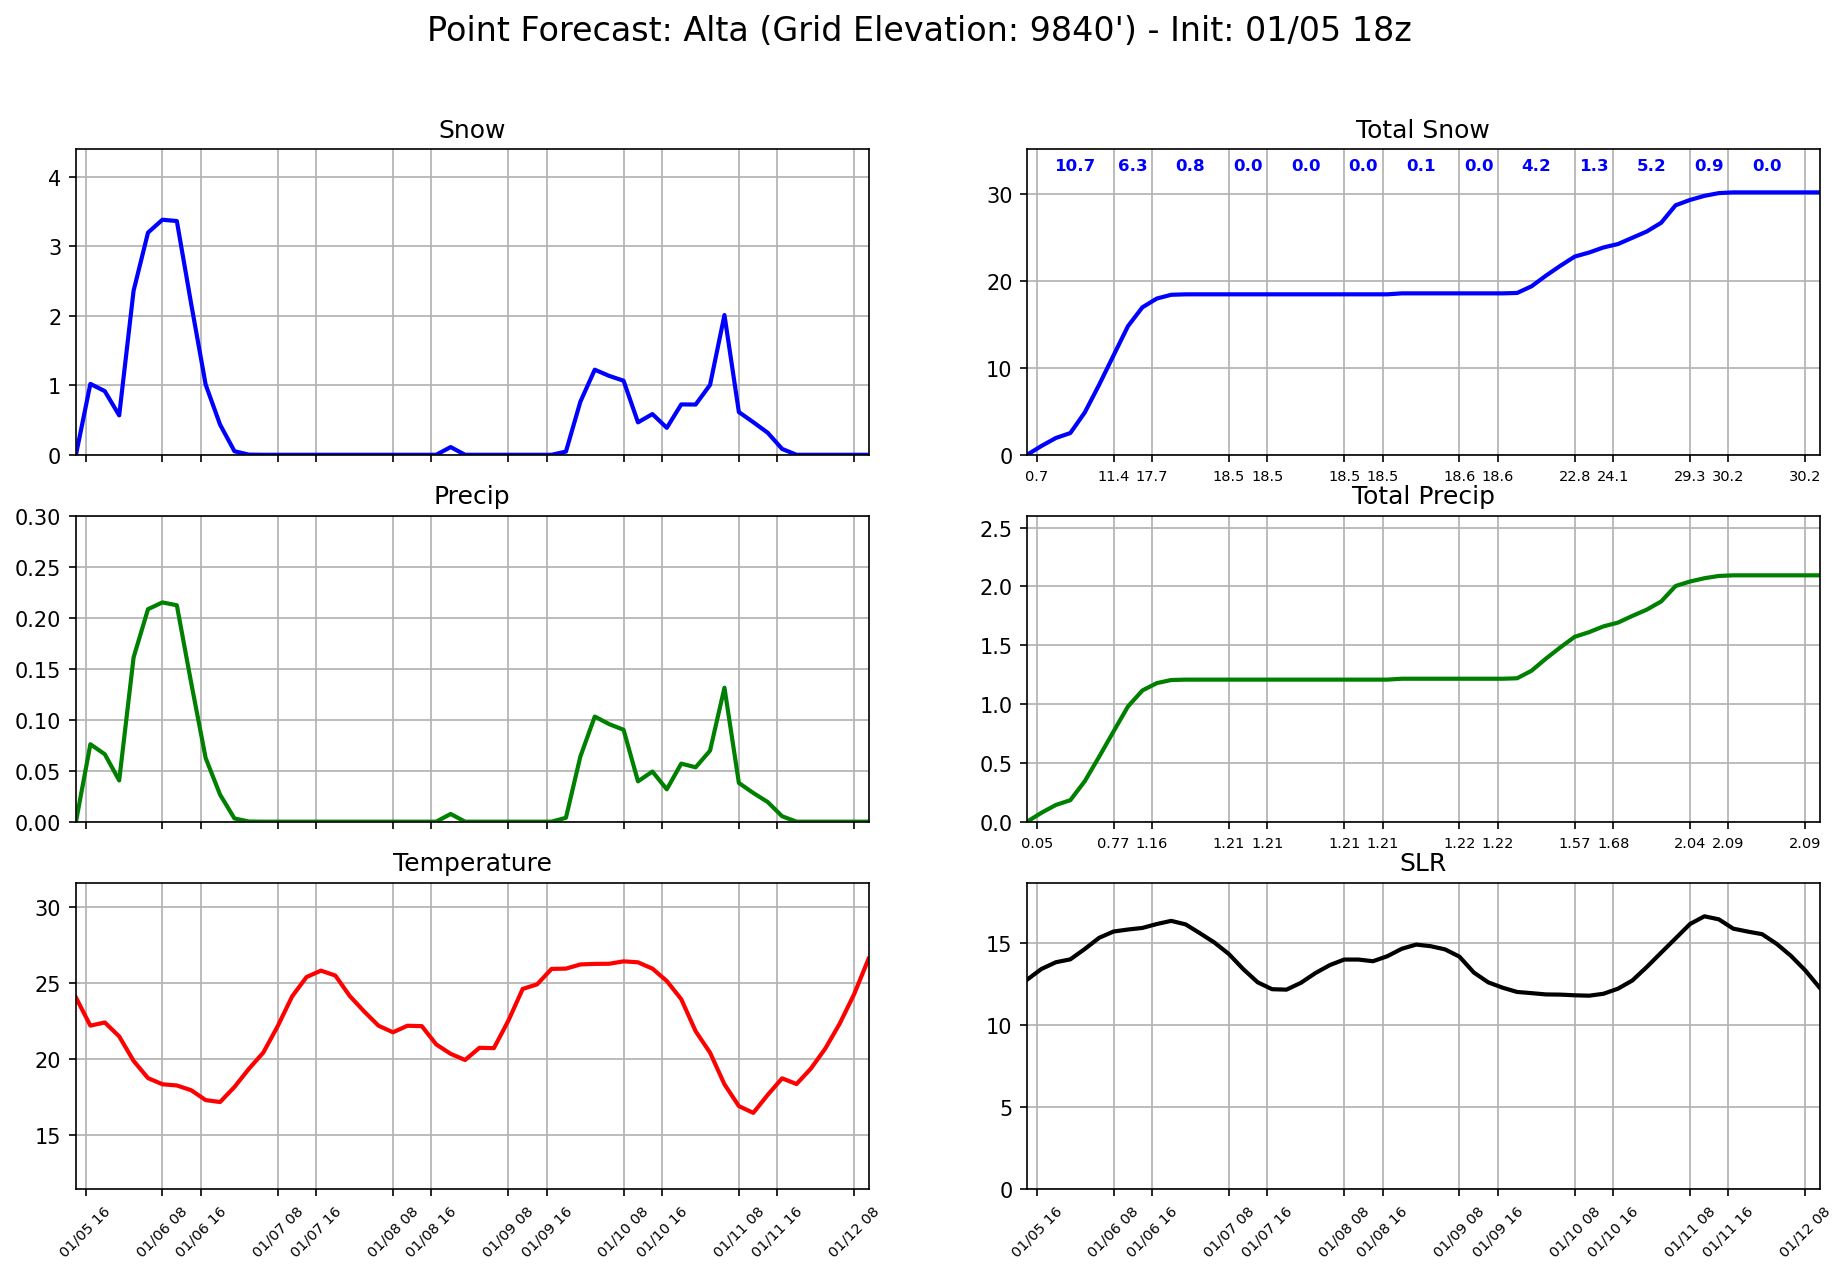 Point Forecast: Alta (Grid Elevation: 9840') - Init: 01/05 18z
Snow
4
3
2
1
0
Total Snow
10.7 6.3 0.8 0.0 0.0 0.0 0.1 0.0 4.2 1.3 5.2 0.9 0.0
30
20
10
0
0.7 11.4 17.7 18.5 18.5 18.5 18.5 18.6 18.6 22.8 24.1 29.3 30.2 30.2
Precip
0.30
0.25
0.20
0.15
0.10
0.05
0.00
Total Precip
2.5
2.0
1.5
1.0
0.5
0.0
0.05 0.77 1.16 1.21 1.21 1.21 1.21 1.22 1.22 1.57 1.68 2.04 2.09 2.09
Temperature
30
25
20
15
01/05 16 01/06 08 01/06 16 01/07 08 01/07 16 01/08 08 01/08 16 01/09 08 01/09 16 01/10 08 01/10 16 01/11 08 01/11 16 01/12 08
SLR
15
10
5
0
01/05 16 01/06 08 01/06 16 01/07 08 01/07 16 01/08 08 01/08 16 01/09 08 01/09 16 01/10 08 01/10 16 01/11 08 01/11 16 01/12 08